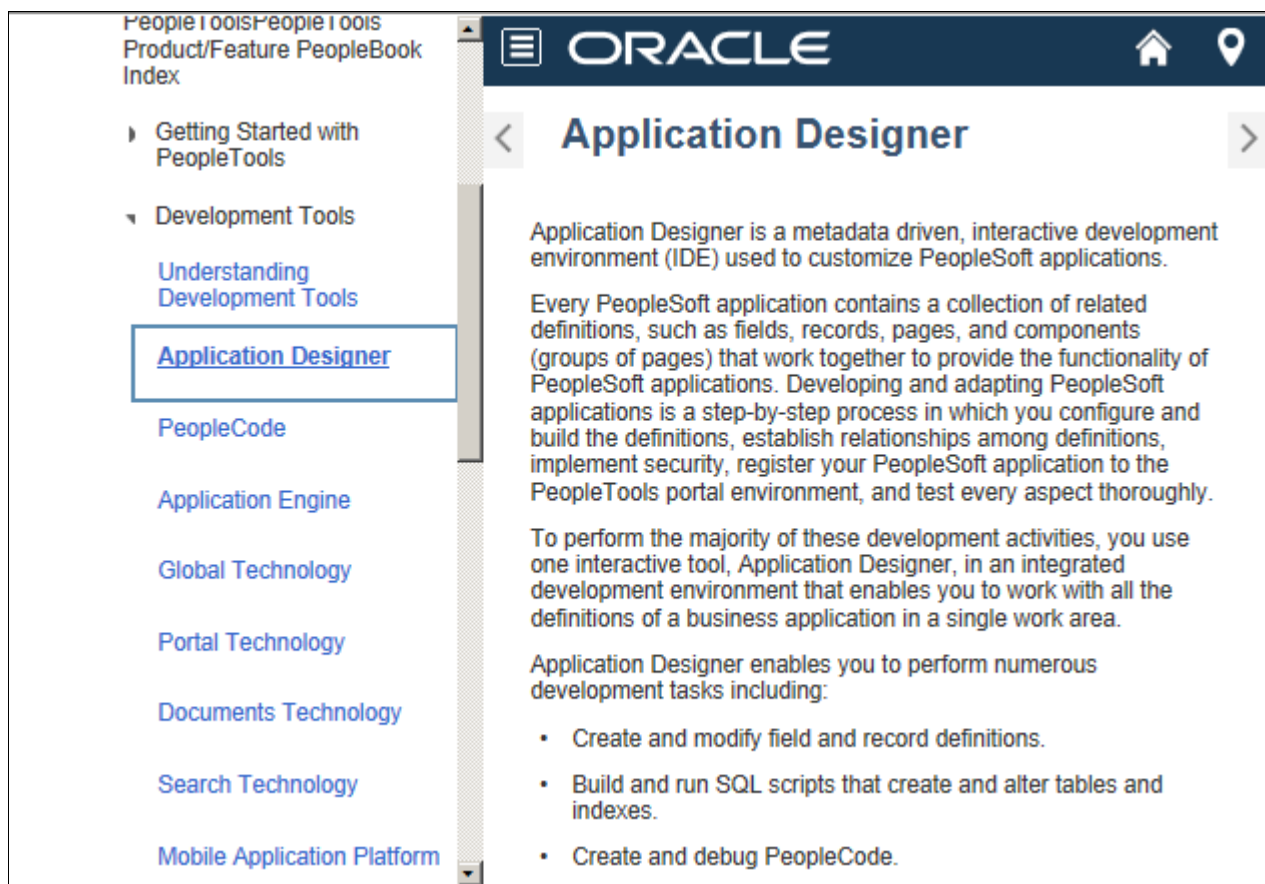 PeopleToolsPeopleTools
Product/Feature PeopleBook
Index
Getting Started with
PeopleTools
Development Tools
Understanding
Development Tools
Application Designer
PeopleCode
Application Engine
Global Technology
Portal Technology
Documents Technology
Search Technology
Mobile Application Platform
ORACLE
Application Designer
Application Designer is a metadata driven, interactive development
environment (IDE) used to customize PeopleSoft applications.
Every PeopleSoft application contains a collection of related
definitions, such as fields, records, pages, and components
(groups of pages) that work together to provide the functionality of
PeopleSoft applications. Developing and adapting PeopleSoft
applications is a step-by-step process in which you configure and
build the definitions, establish relationships among definitions,
implement security, register your PeopleSoft application to the
PeopleTools portal environment, and test every aspect thoroughly.
To perform the majority of these development activities, you use
one interactive tool, Application Designer, in an integrated
development environment that enables you to work with all the
definitions of a business application in a single work area.
Application Designer enables you to perform numerous
development tasks including:
• Create and modify field and record definitions.
• Build and run SQL scripts that create and alter tables and
indexes.
• Create and debug PeopleCode.